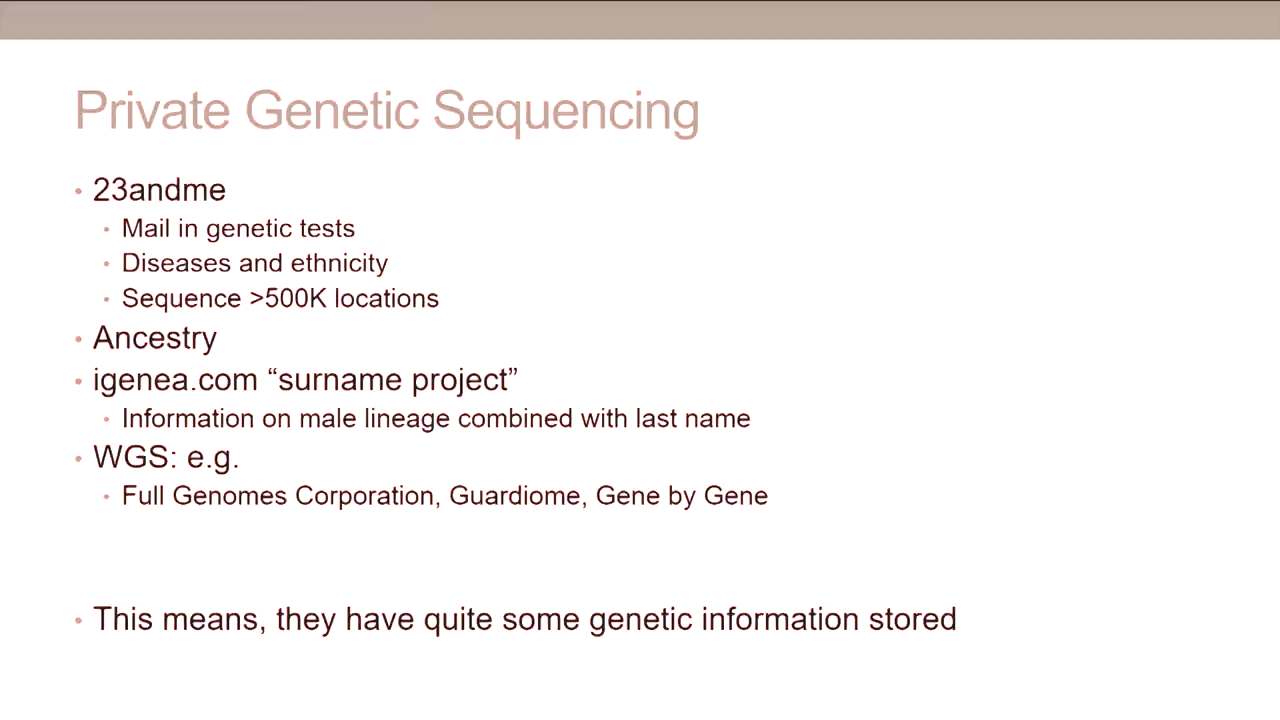 Private Genetic Sequencing
• 23andme
• Mail in genetic tests
• Diseases and ethnicity
• Sequence >500K locations
• Ancestry
• igenea.com “surname project”
• Information on male lineage combined with last name
• WGS: e.g.
• Full Genomes Corporation, Guardiome, Gene by Gene
• This means, they have quite some genetic information stored